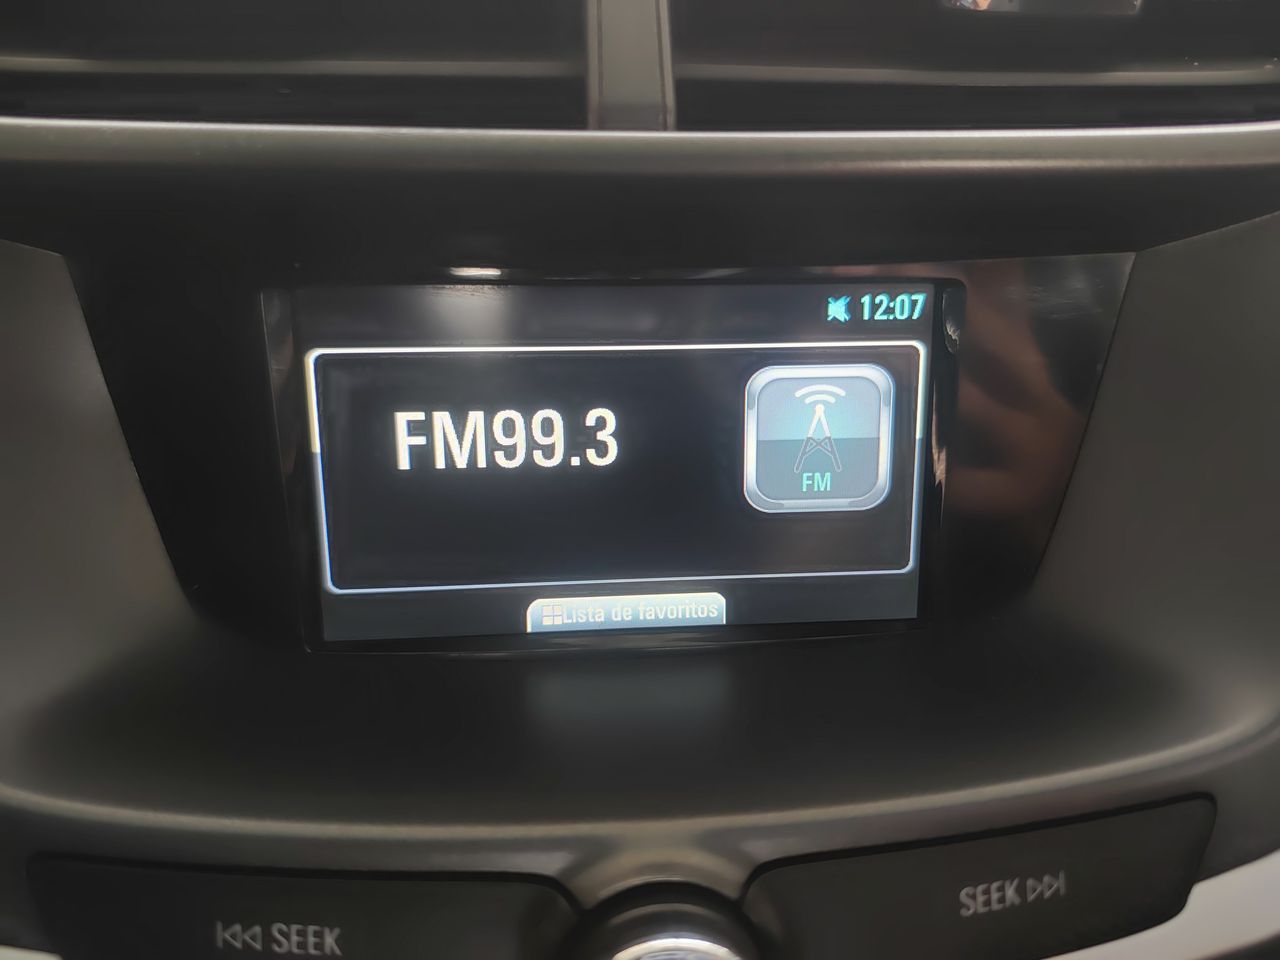 12:07
FM99.3
FM
Lista de favoritos
SEEK
SEEK